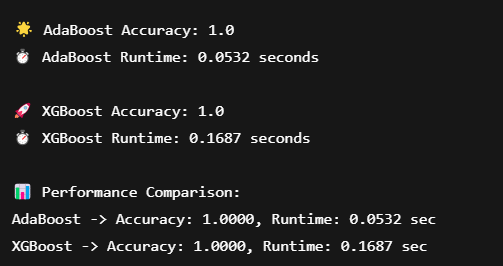 🌟 AdaBoost Accuracy: 1.0
⏱️ AdaBoost Runtime: 0.0532 seconds
🚀 XGBoost Accuracy: 1.0
⏱️ XGBoost Runtime: 0.1687 seconds
📊 Performance Comparison:
AdaBoost -> Accuracy: 1.0000, Runtime: 0.0532 sec
XGBoost -> Accuracy: 1.0000, Runtime: 0.1687 sec